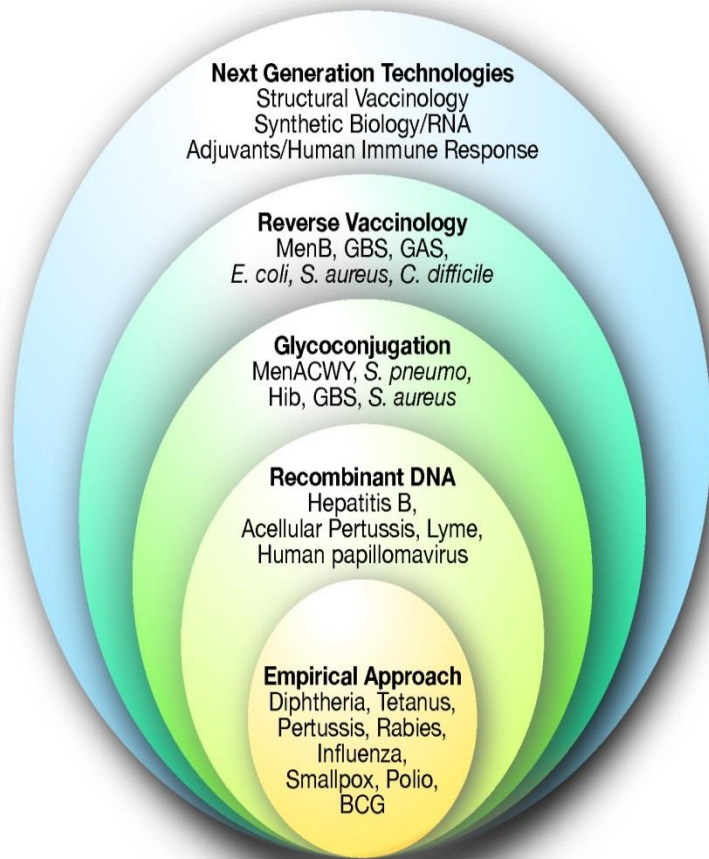 Next Generation Technologies
Structural Vaccinology
Synthetic Biology/RNA
Adjuvants/Human Immune Response
Reverse Vaccinology
MenB, GBS, GAS,
E. coli, S. aureus, C. difficile
Glycoconjugation
MenACWY, S. pneumo,
Hib, GBS, S. aureus
Recombinant DNA
Hepatitis B,
Acellular Pertussis, Lyme,
Human papillomavirus
Empirical Approach
Diphtheria, Tetanus,
Pertussis, Rabies,
Influenza,
Smallpox, Polio,
BCG